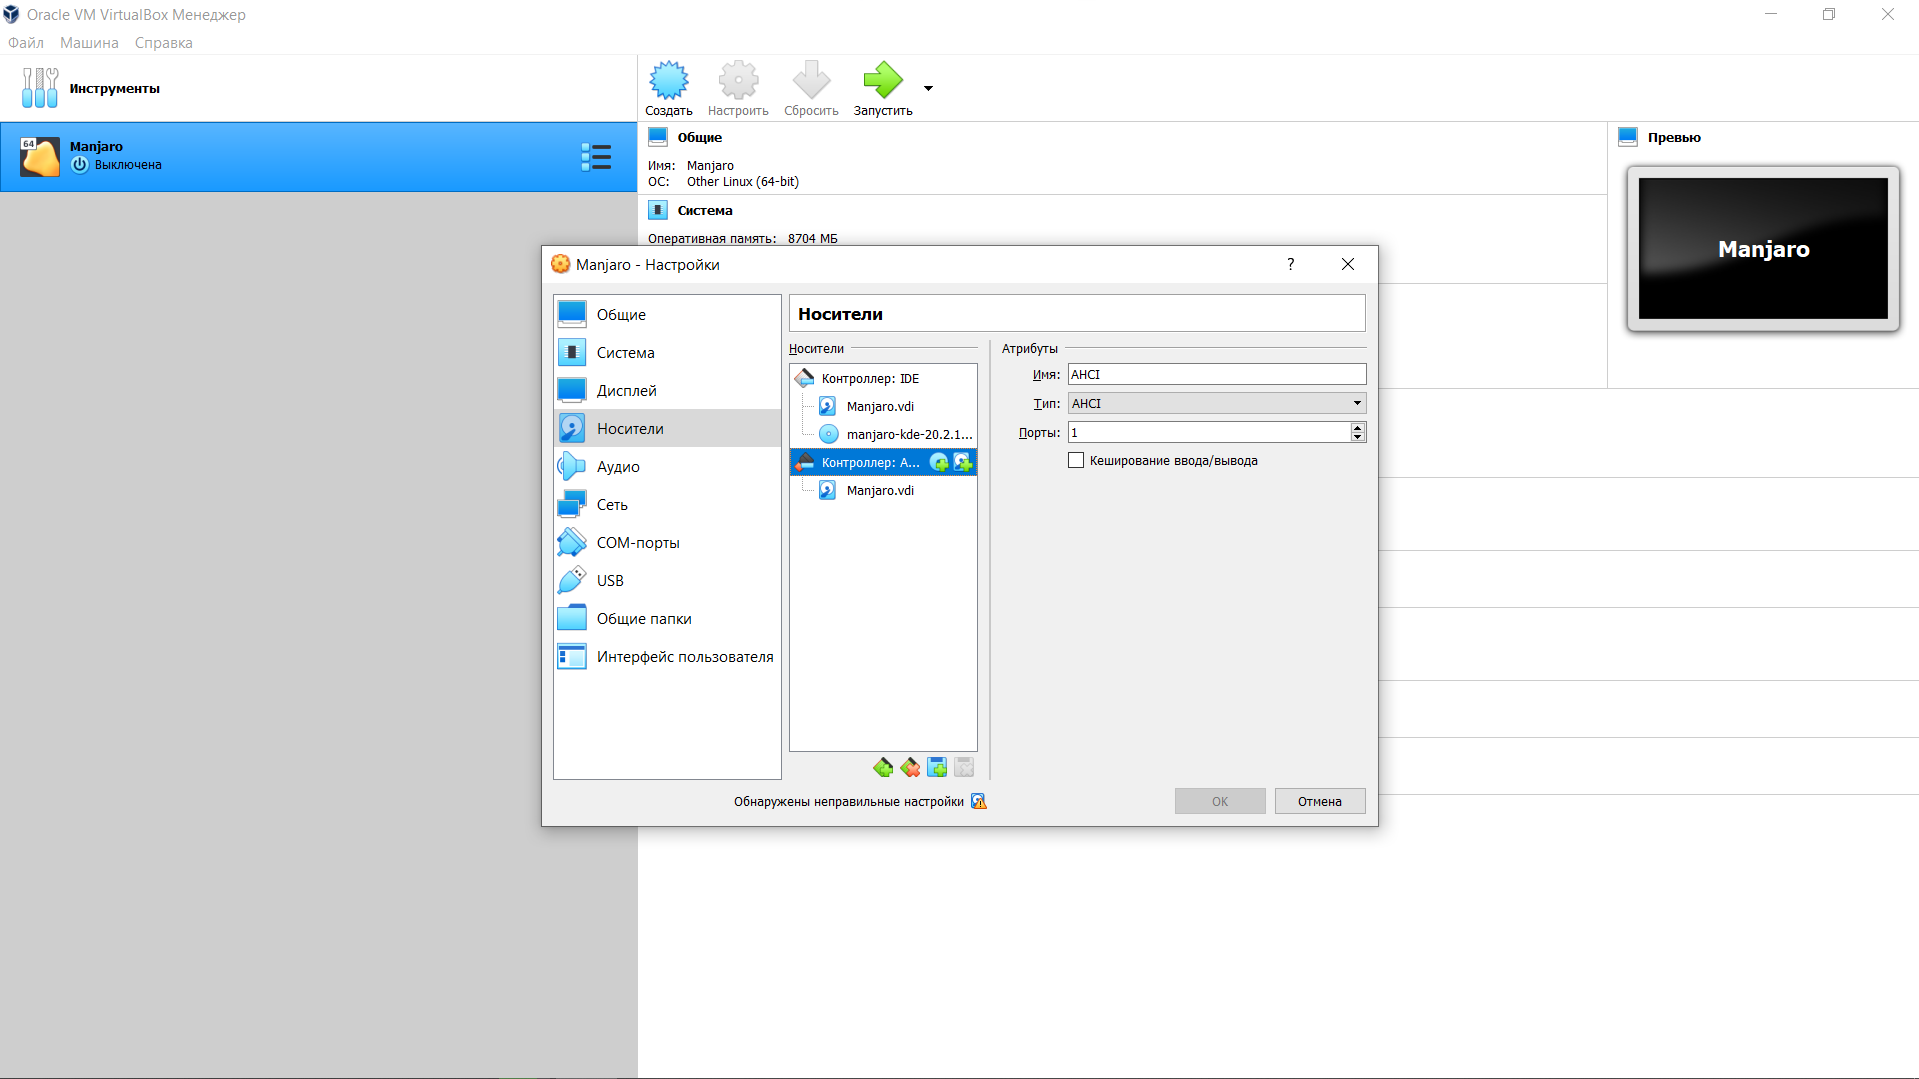 Oracle VM VirtualBox Менеджер
Файл Машина Справка
Инструменты
Создать Настроить Сбросить Запустить
64
Manjaro
Выключена
Общие
Имя: Manjaro
ОС: Other Linux (64-bit)
Система
Оперативная память: 8704 МБ
Превью
Manjaro
Manjaro - Настройки
?
Общие
Система
Дисплей
Носители
Аудио
Сеть
COM-порты
USB
Общие папки
Интерфейс пользователя
Носители
Носители
Контроллер: IDE
Manjaro.vdi
manjaro-kde-20.2.1...
Контроллер: A...
Manjaro.vdi
Атрибуты
Имя: AHCI
Тип: AHCI
Порты: 1
Кеширование ввода/вывода
Обнаружены неправильные настройки
OK Отмена